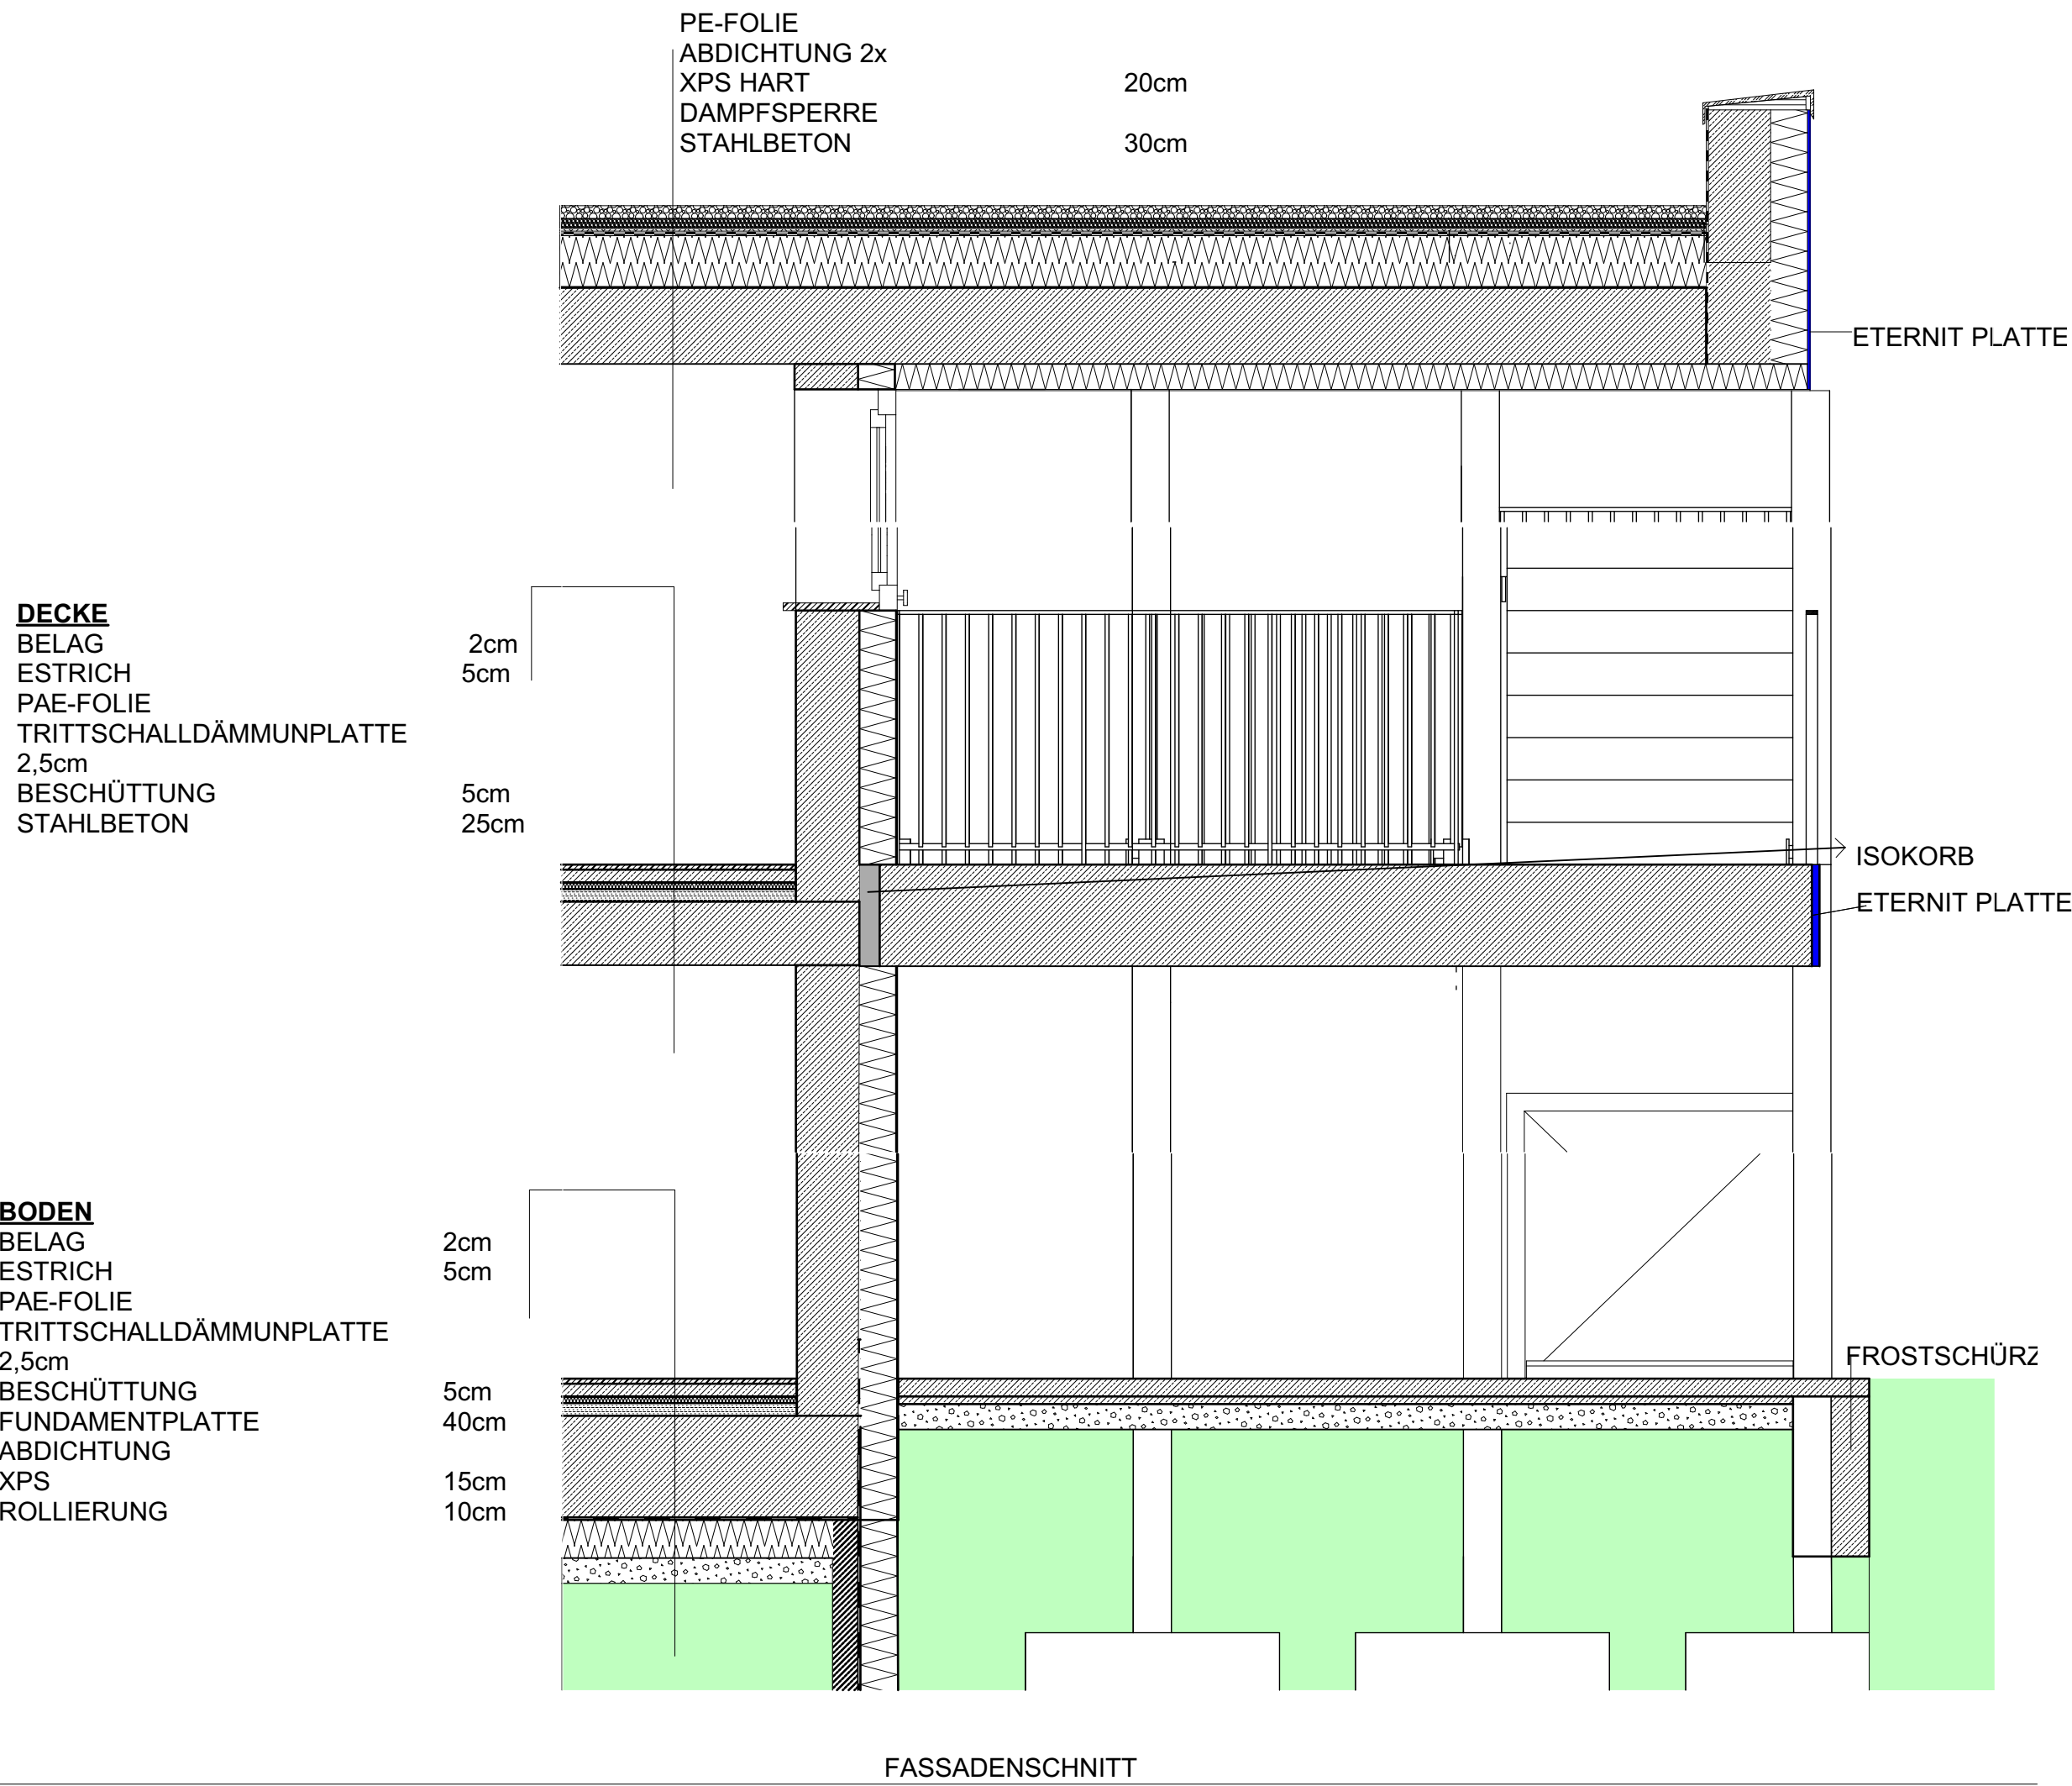 PE-FOLIE
ABDICHTUNG 2x
XPS HART 20cm
DAMPFSPERRE
STAHLBETON 30cm
ETERNIT PLATTE
DECKE
BELAG 2cm
ESTRICH 5cm
PAE-FOLIE
TRITTSCHALLDÄMMUNPLATTE
2,5cm
BESCHÜTTUNG 5cm
STAHLBETON 25cm
ISOKORB
ETERNIT PLATTE
BODEN
BELAG 2cm
ESTRICH 5cm
PAE-FOLIE
TRITTSCHALLDÄMMUNPLATTE
2,5cm
BESCHÜTTUNG 5cm
FUNDAMENTPLATTE 40cm
ABDICHTUNG
XPS 15cm
ROLLIERUNG 10cm
FROSTSCHÜRZ
FASSADENSCHNITT